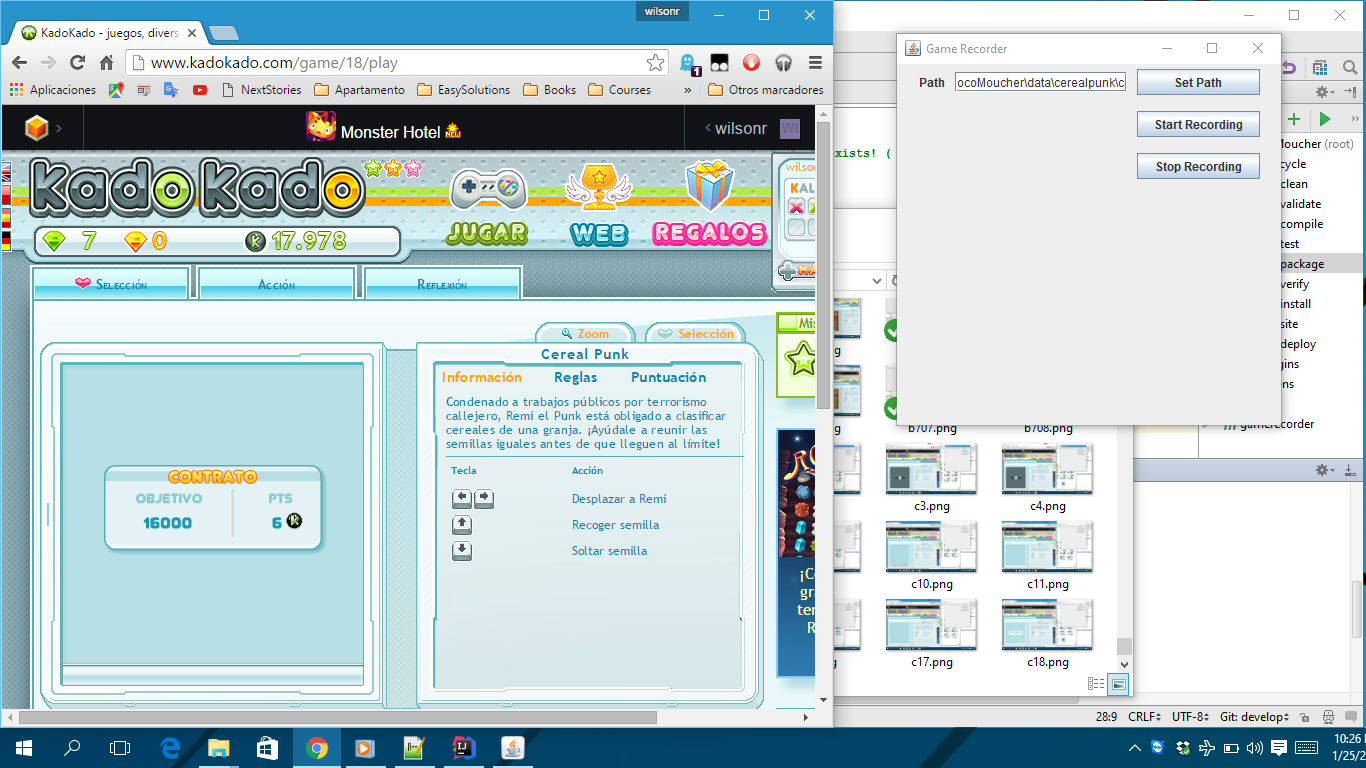 wilsonr
KadoKado - juegos, divers
www.kadokado.com/game/18/play
1
Aplicaciones
NextStories
Apartamento
EasySolutions
Books
Courses
»
Otros marcadores
Monster Hotel NEW
wilsonr
WI
KadoKado
7
0
17.978
JUGAR
WEB
REGALOS
wilson
KAL
Selección
Acción
Reflexión
Zoom
Selección
Mis
CONTRATO
OBJETIVO
PTS
16000
6
Cereal Punk
Información
Reglas
Puntuación
Condenado a trabajos públicos por terrorismo
callejero, Remi el Punk está obligado a clasificar
cereales de una granja. ¡Ayúdale a reunir las
semillas iguales antes de que lleguen al límite!
Tecla
Acción
Desplazar a Remi
Recoger semilla
Soltar semilla
Game Recorder
Path
ocoMoucher\data\cerealpunk\c
Set Path
Start Recording
Stop Recording
xists! (
Moucher (root)
cycle
clean
validate
compile
test
package
verify
install
site
deploy
gins
ns
gamerecorder
b707.png
b708.png
c3.png
c4.png
c10.png
c11.png
c17.png
c18.png
28:9
CRLF
UTF-8
Git: develop
10:26
1/25/2